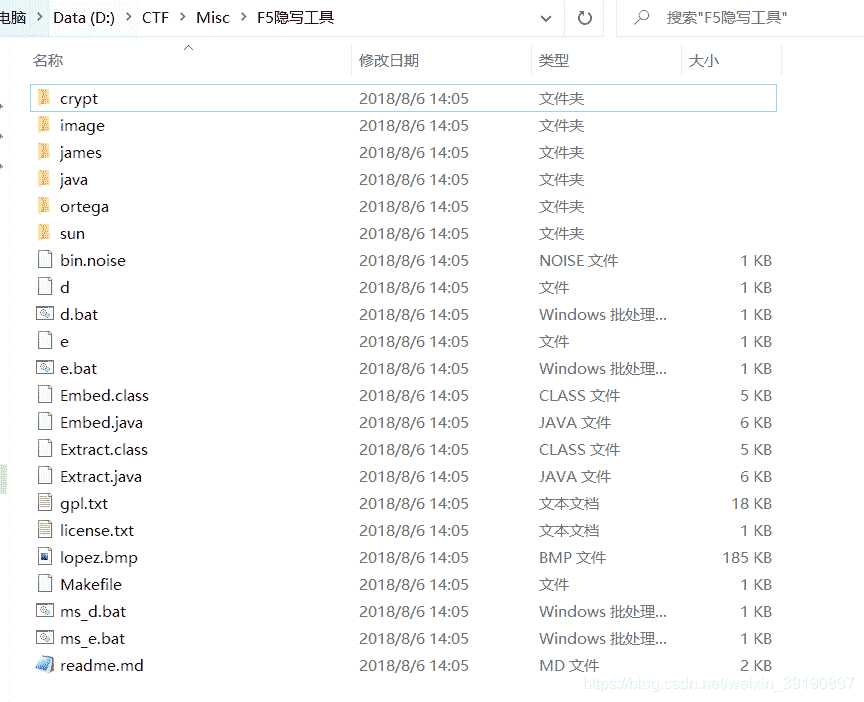 电脑 > Data (D:) > CTF > Misc > F5隐写工具 搜索"F5隐写工具"
名称 修改日期 类型 大小
crypt 2018/8/6 14:05 文件夹
image 2018/8/6 14:05 文件夹
james 2018/8/6 14:05 文件夹
java 2018/8/6 14:05 文件夹
ortega 2018/8/6 14:05 文件夹
sun 2018/8/6 14:05 文件夹
bin.noise 2018/8/6 14:05 NOISE 文件 1 KB
d 2018/8/6 14:05 文件 1 KB
d.bat 2018/8/6 14:05 Windows 批处理... 1 KB
e 2018/8/6 14:05 文件 1 KB
e.bat 2018/8/6 14:05 Windows 批处理... 1 KB
Embed.class 2018/8/6 14:05 CLASS 文件 5 KB
Embed.java 2018/8/6 14:05 JAVA 文件 6 KB
Extract.class 2018/8/6 14:05 CLASS 文件 5 KB
Extract.java 2018/8/6 14:05 JAVA 文件 6 KB
gpl.txt 2018/8/6 14:05 文本文档 18 KB
license.txt 2018/8/6 14:05 文本文档 1 KB
lopez.bmp 2018/8/6 14:05 BMP 文件 185 KB
Makefile 2018/8/6 14:05 文件 1 KB
ms_d.bat 2018/8/6 14:05 Windows 批处理... 1 KB
ms_e.bat 2018/8/6 14:05 Windows 批处理... 1 KB
readme.md 2018/8/6 14:05 MD 文件 2 KB
https://blog.csdn.net/weixin_39190897